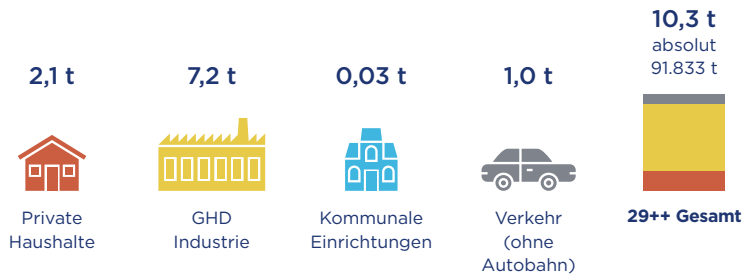 2,1 t
Private
Haushalte
7,2 t
GHD
Industrie
0,03 t
Kommunale
Einrichtungen
1,0 t
Verkehr
(ohne
Autobahn)
10,3 t
absolut
91.833 t
29++ Gesamt